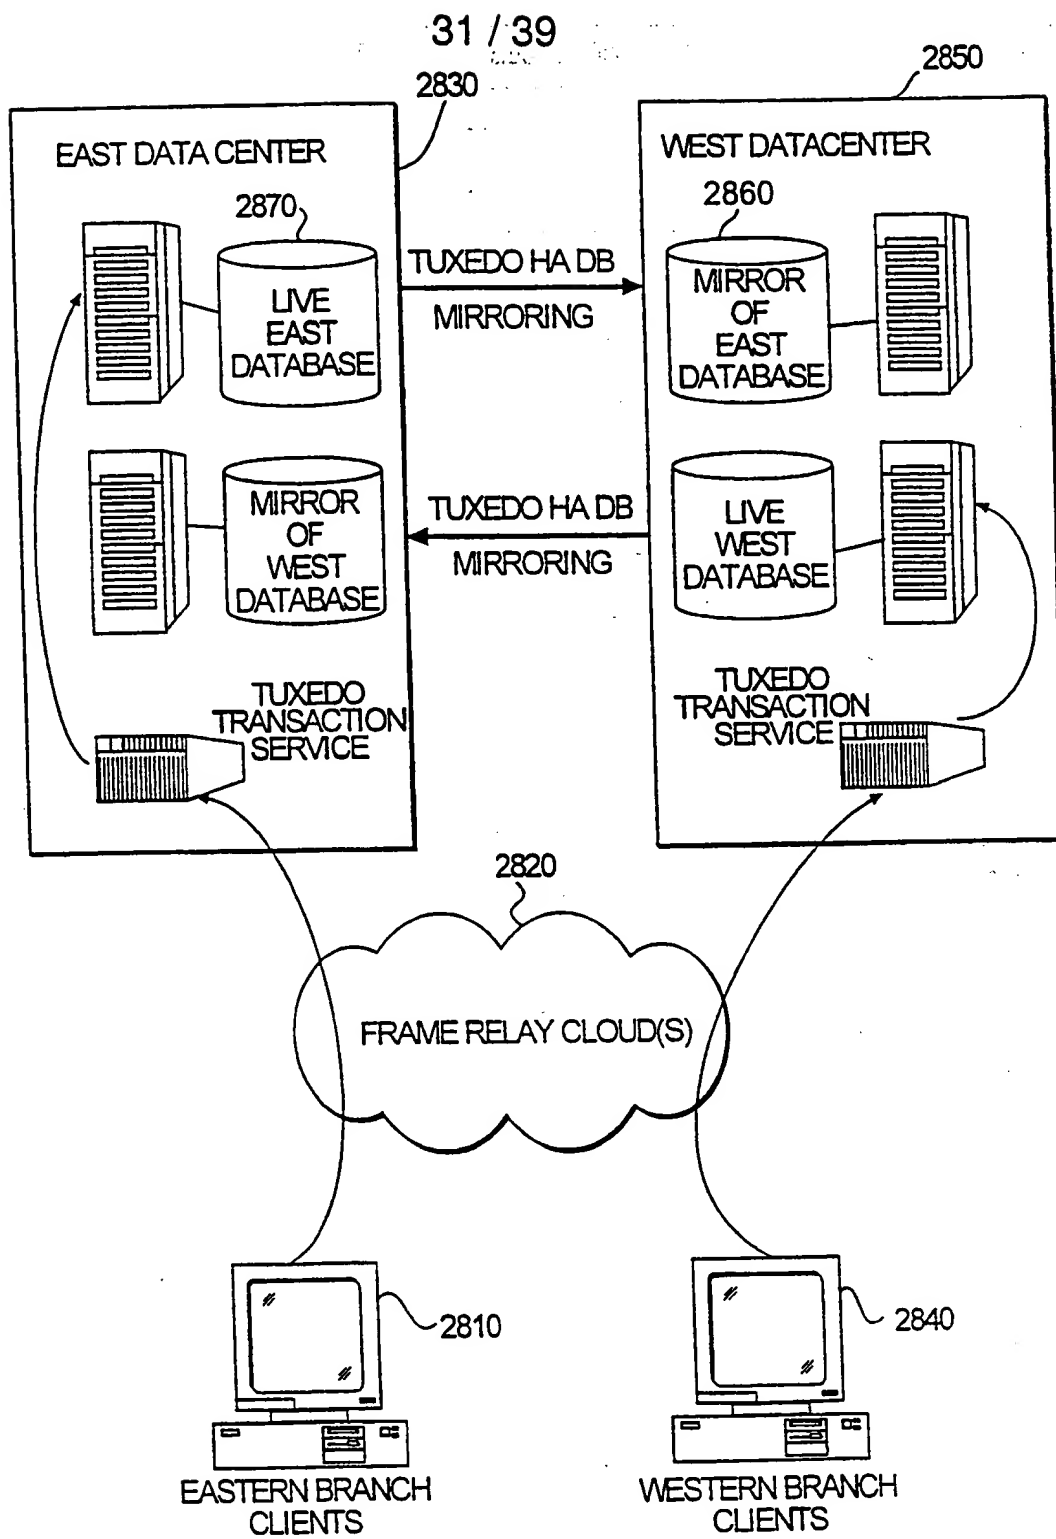 31 / 39
2830
2850
EAST DATA CENTER
WEST DATACENTER
2870
2860
LIVE
EAST
DATABASE
TUXEDO HA DB
MIRRORING
MIRROR
OF
EAST
DATABASE
MIRROR
OF
WEST
DATABASE
TUXEDO HA DB
MIRRORING
LIVE
WEST
DATABASE
TUXEDO
TRANSACTION
SERVICE
TUXEDO
TRANSACTION
SERVICE
2820
FRAME RELAY CLOUD(S)
2810
2840
EASTERN BRANCH
CLIENTS
WESTERN BRANCH
CLIENTS